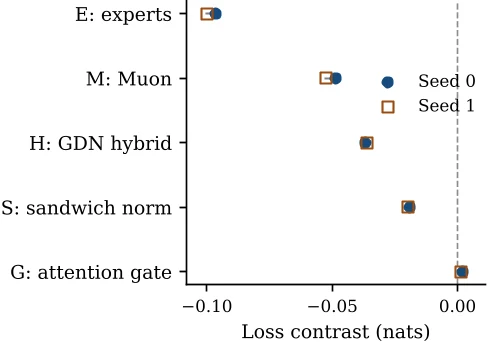 E: experts
M: Muon
Seed 0
Seed 1
H: GDN hybrid
S: sandwich norm
G: attention gate
−0.10 −0.05 0.00
Loss contrast (nats)